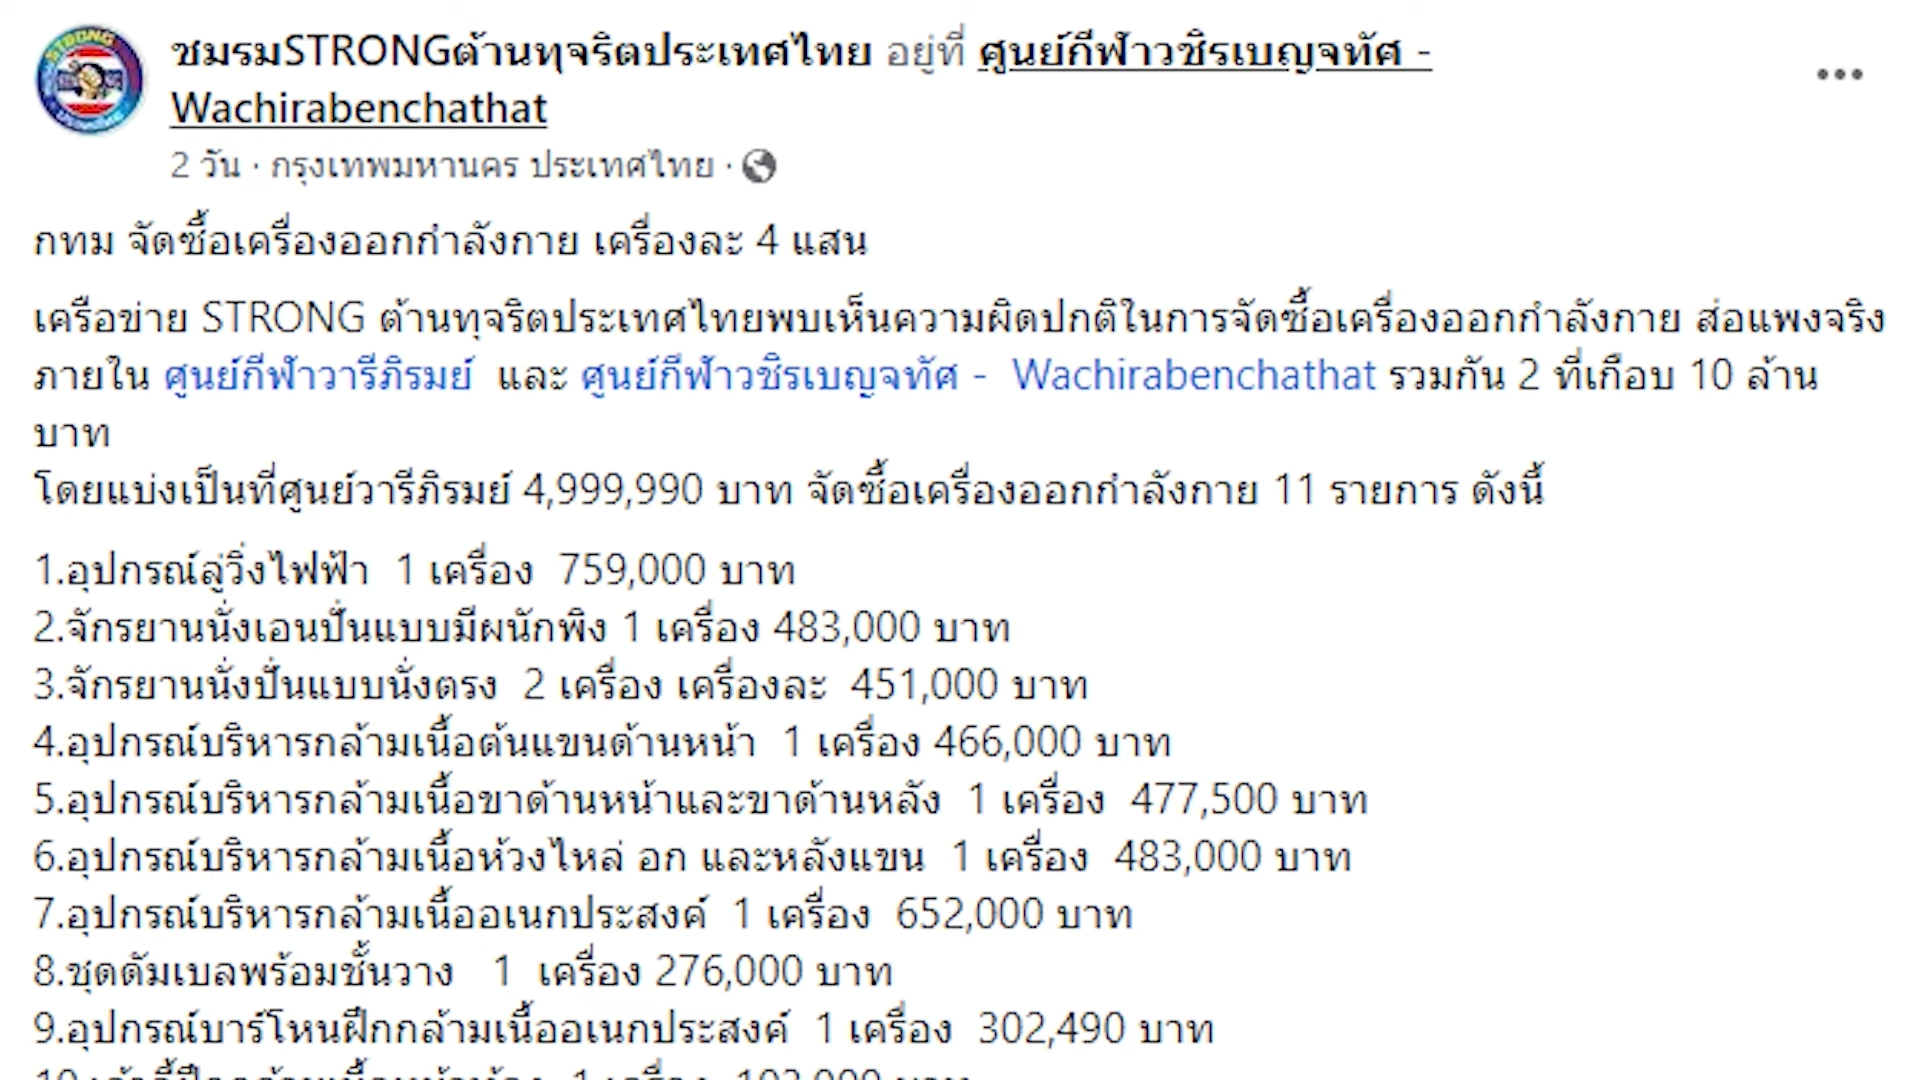 STRONG
ชมรมSTRONGต้านทุจริตประเทศไทย อยู่ที่ ศูนย์กีฬาวชิรเบญจทัศ -
Wachirabenchathat
2 วัน · กรุงเทพมหานคร ประเทศไทย ·
กทม จัดซื้อเครื่องออกกำลังกาย เครื่องละ 4 แสน
เครือข่าย STRONG ต้านทุจริตประเทศไทยพบเห็นความผิดปกติในการจัดซื้อเครื่องออกกำลังกาย ส่อแพงจริง
ภายใน ศูนย์กีฬาวารีภิรมย์ และ ศูนย์กีฬาวชิรเบญจทัศ - Wachirabenchathat รวมกัน 2 ที่เกือบ 10 ล้าน
บาท
โดยแบ่งเป็นที่ศูนย์วารีภิรมย์ 4,999,990 บาท จัดซื้อเครื่องออกกำลังกาย 11 รายการ ดังนี้
1.อุปกรณ์ลู่วิ่งไฟฟ้า 1 เครื่อง 759,000 บาท
2.จักรยานนั่งเอนปั่นแบบมีผนักพิง 1 เครื่อง 483,000 บาท
3.จักรยานนั่งปั่นแบบนั่งตรง 2 เครื่อง เครื่องละ 451,000 บาท
4.อุปกรณ์บริหารกล้ามเนื้อต้นแขนด้านหน้า 1 เครื่อง 466,000 บาท
5.อุปกรณ์บริหารกล้ามเนื้อขาด้านหน้าและขาด้านหลัง 1 เครื่อง 477,500 บาท
6.อุปกรณ์บริหารกล้ามเนื้อห้วงไหล่ อก และหลังแขน 1 เครื่อง 483,000 บาท
7.อุปกรณ์บริหารกล้ามเนื้ออเนกประสงค์ 1 เครื่อง 652,000 บาท
8.ชุดดัมเบลพร้อมชั้นวาง 1 เครื่อง 276,000 บาท
9.อุปกรณ์บาร์โหนฝึกกล้ามเนื้ออเนกประสงค์ 1 เครื่อง 302,490 บาท